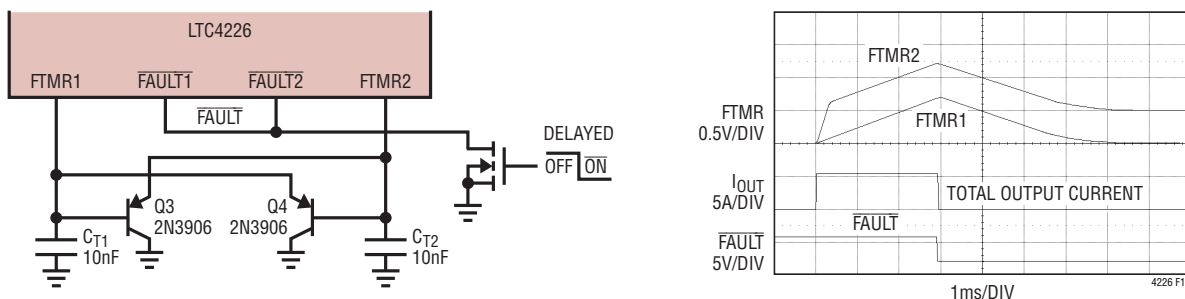 LTC4226
FTMR1 FAULT1 FAULT2 FTMR2
FAULT
DELAYED
OFF ON
Q3
2N3906
Q4
2N3906
CT1
10nF
CT2
10nF
FTMR2
FTMR
0.5V/DIV
FTMR1
IOUT
5A/DIV
TOTAL OUTPUT CURRENT
FAULT
FAULT
5V/DIV
1ms/DIV
4226 F1